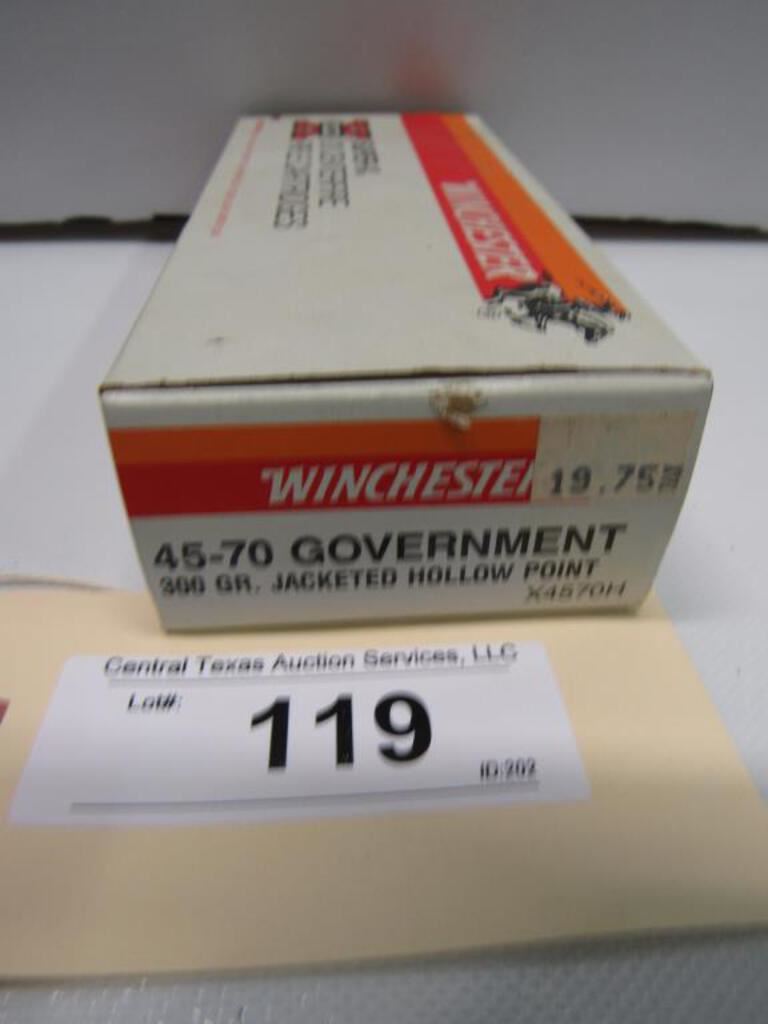 WINCHESTER
WINCHESTE 19.75
45-70 GOVERNMENT
300 GR. JACKETED HOLLOW POINT
X4570H
Central Texas Auction Services, LLC
Lot#:
119
ID:202